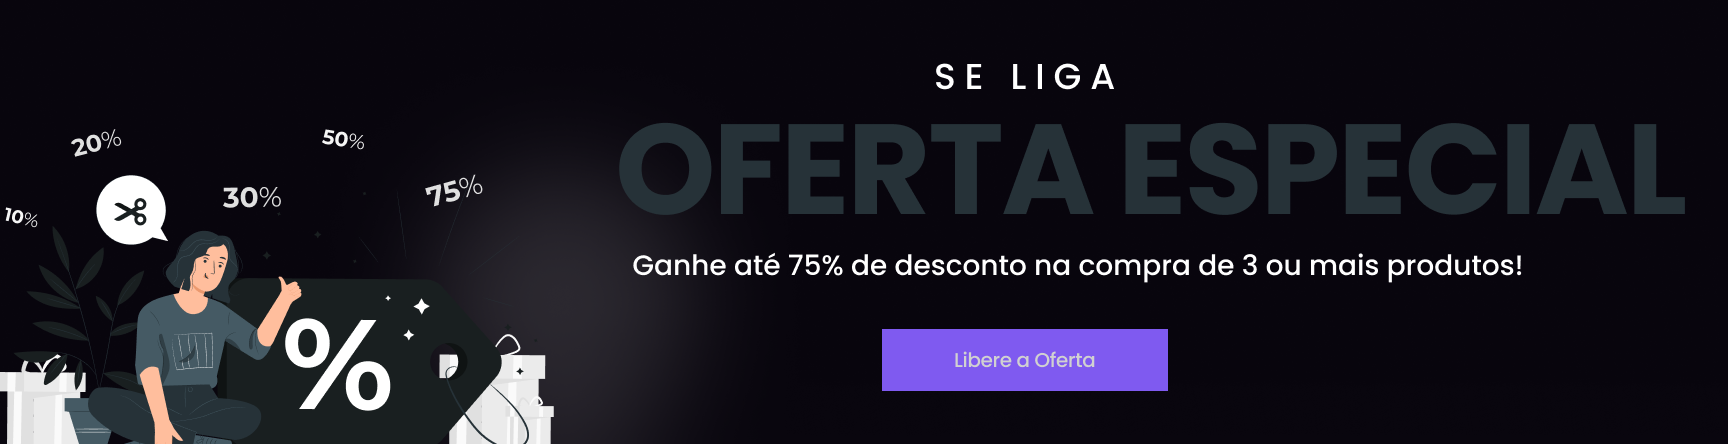 SE LIGA
OFERTA ESPECIAL
Ganhe até 75% de desconto na compra de 3 ou mais produtos!
Libere a Oferta
20%
50%
30%
75%
10%
%